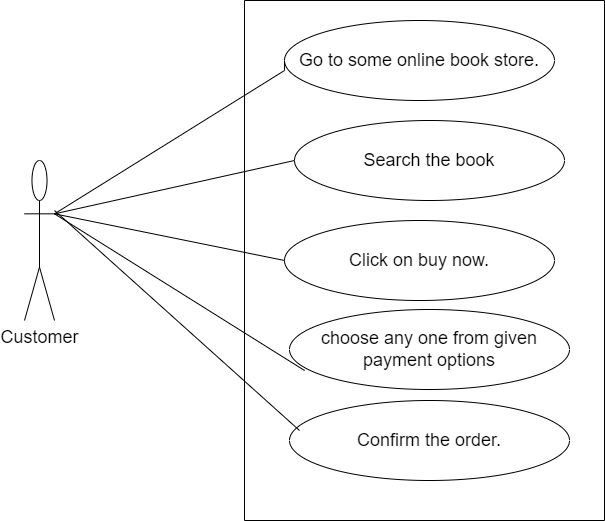 Go to some online book store.
Search the book
Click on buy now.
choose any one from given
payment options
Customer
Confirm the order.